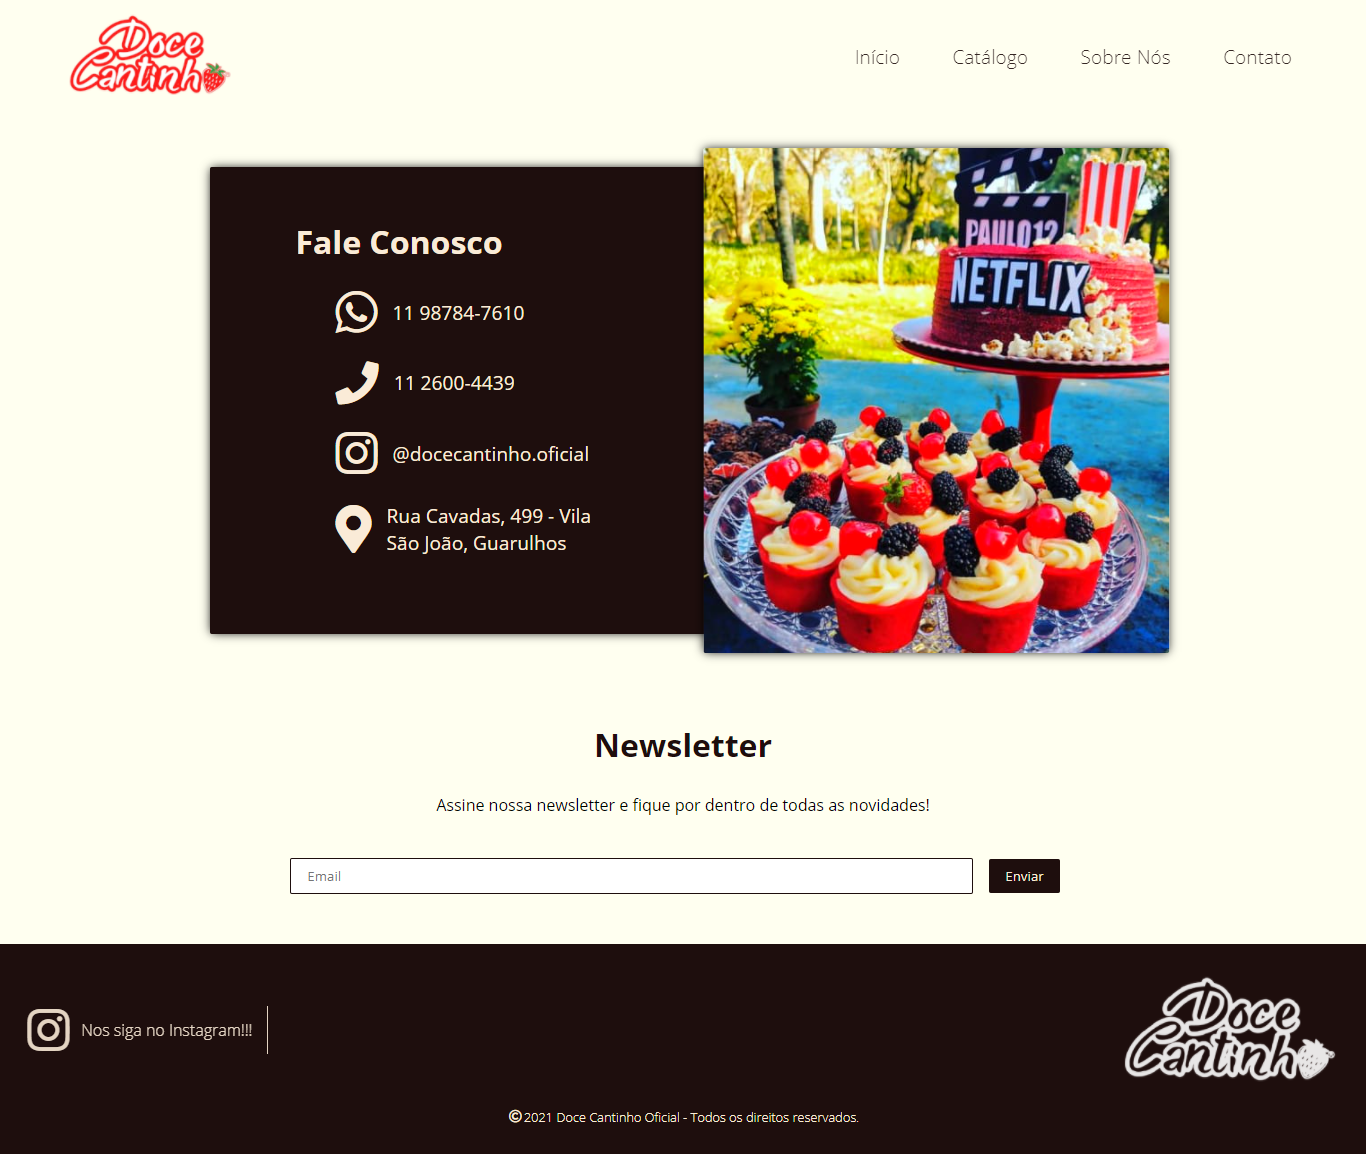 Doce
Cantinho
Início
Catálogo
Sobre Nós
Contato
Fale Conosco
11 98784-7610
11 2600-4439
@docecantinho.oficial
Rua Cavadas, 499 - Vila
São João, Guarulhos
PAULO 12
NETFLIX
Newsletter
Assine nossa newsletter e fique por dentro de todas as novidades!
Email
Enviar
Nos siga no Instagram!!!
Doce
Cantinho
©2021 Doce Cantinho Oficial - Todos os direitos reservados.